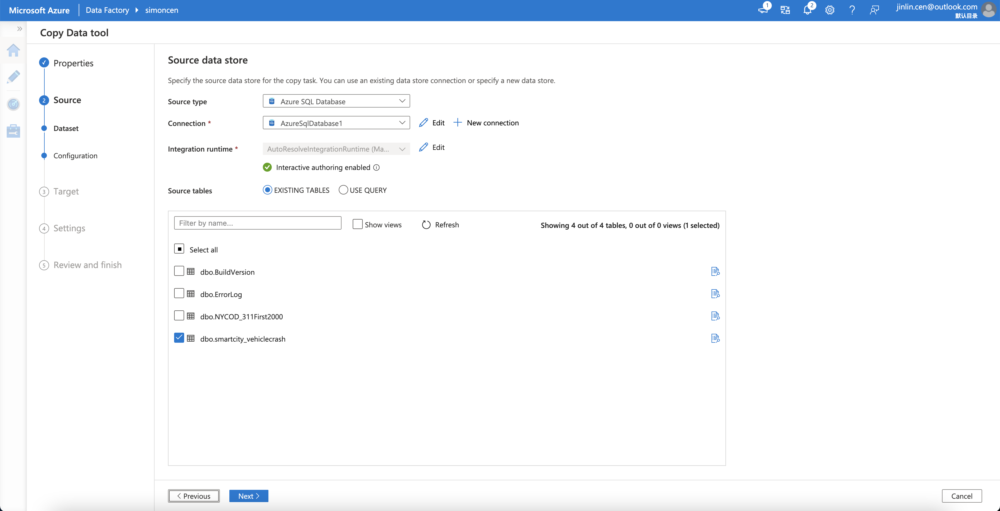 Microsoft Azure
Data Factory
simoncen
1
2
jinlin.cen@outlook.com
默认目录
Copy Data tool
Properties
2
Source
Dataset
Configuration
3
Target
4
Settings
5
Review and finish
Source data store
Specify the source data store for the copy task. You can use an existing data store connection or specify a new data store.
Source type
SQL
Azure SQL Database
Connection *
SQL
AzureSqlDatabase1
Edit
New connection
Integration runtime *
AutoResolveIntegrationRuntime (Ma...
Edit
Interactive authoring enabled
Source tables
EXISTING TABLES
USE QUERY
Filter by name...
Show views
Refresh
Showing 4 out of 4 tables, 0 out of 0 views (1 selected)
Select all
dbo.BuildVersion
dbo.ErrorLog
dbo.NYCOD_311First2000
dbo.smartcity_vehiclecrash
Previous
Next
Cancel